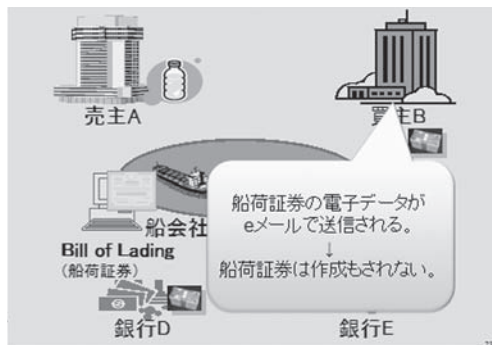 売主A
買主B
船荷証券の電子データが
eメールで送信される。
↓
船荷証券は作成もされない。
船会社
Bill of Lading
(船荷証券)
銀行D
銀行E